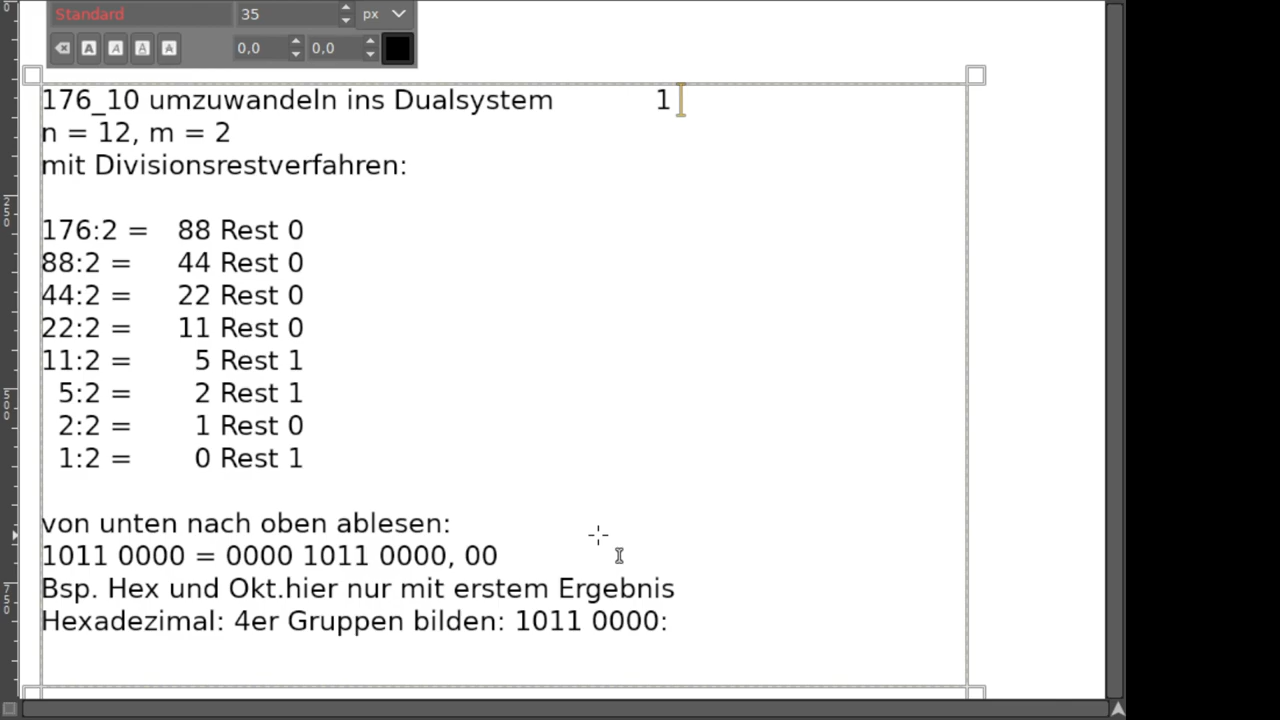 Standard 35 px
0,0 0,0
176_10 umzuwandeln ins Dualsystem 1
n = 12, m = 2
mit Divisionsrestverfahren:
176:2 = 88 Rest 0
88:2 = 44 Rest 0
44:2 = 22 Rest 0
22:2 = 11 Rest 0
11:2 = 5 Rest 1
5:2 = 2 Rest 1
2:2 = 1 Rest 0
1:2 = 0 Rest 1
von unten nach oben ablesen:
1011 0000 = 0000 1011 0000, 00
Bsp. Hex und Okt.hier nur mit erstem Ergebnis
Hexadezimal: 4er Gruppen bilden: 1011 0000:
0
250
500
750